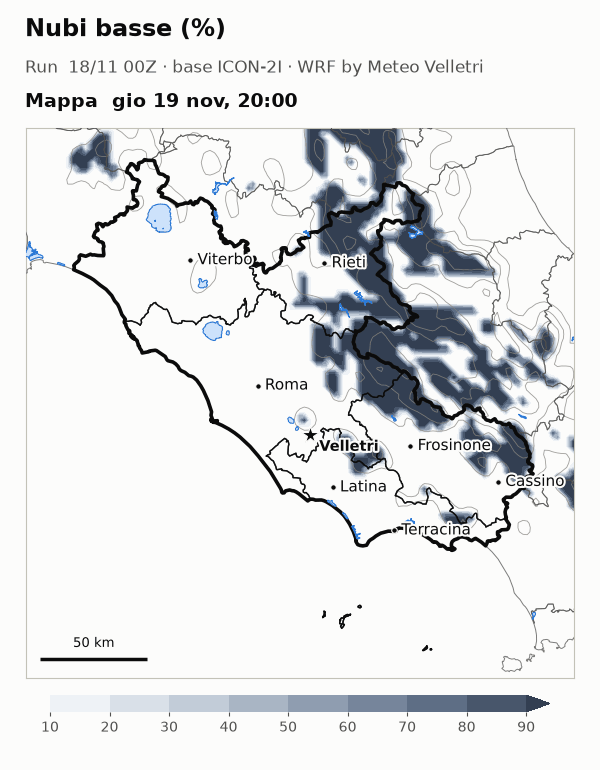 Nubi basse (%)
Run  18/11 00Z · base ICON-2I · WRF by Meteo Velletri
Mappa  gio 19 nov, 20:00
Viterbo
Rieti
Roma
Velletri
Frosinone
Latina
Cassino
Terracina
50 km
10 20 30 40 50 60 70 80 90